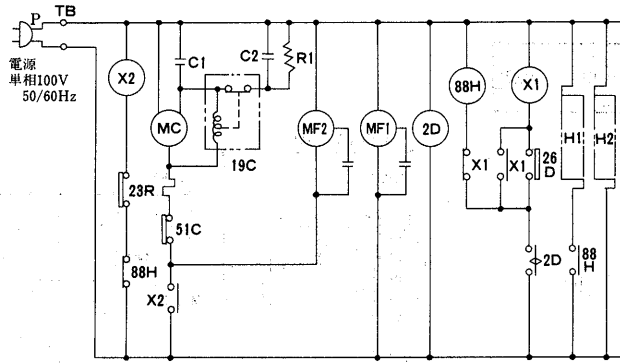 P TB
電源
単相100V
50/60Hz
X2
C1
C2
R1
MC
19C
MF2
MF1
2D
88H
X1
H1
H2
23R
51C
X1
X1
26
D
88H
X2
2D
88
H